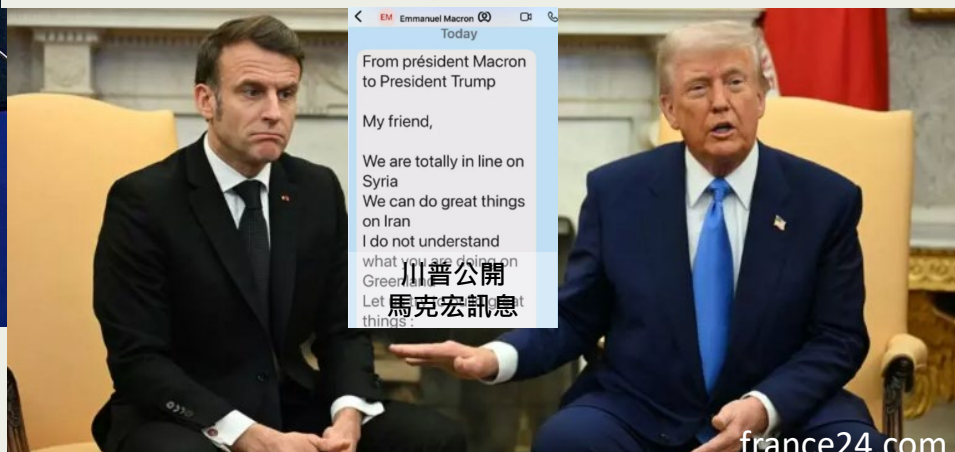 EM Emmanuel Macron
Today
From président Macron
to President Trump
My friend,
We are totally in line on
Syria
We can do great things
on Iran
I do not understand
what you are doing on
Greenland
Let
things :
川普公開
馬克宏訊息
france24.com